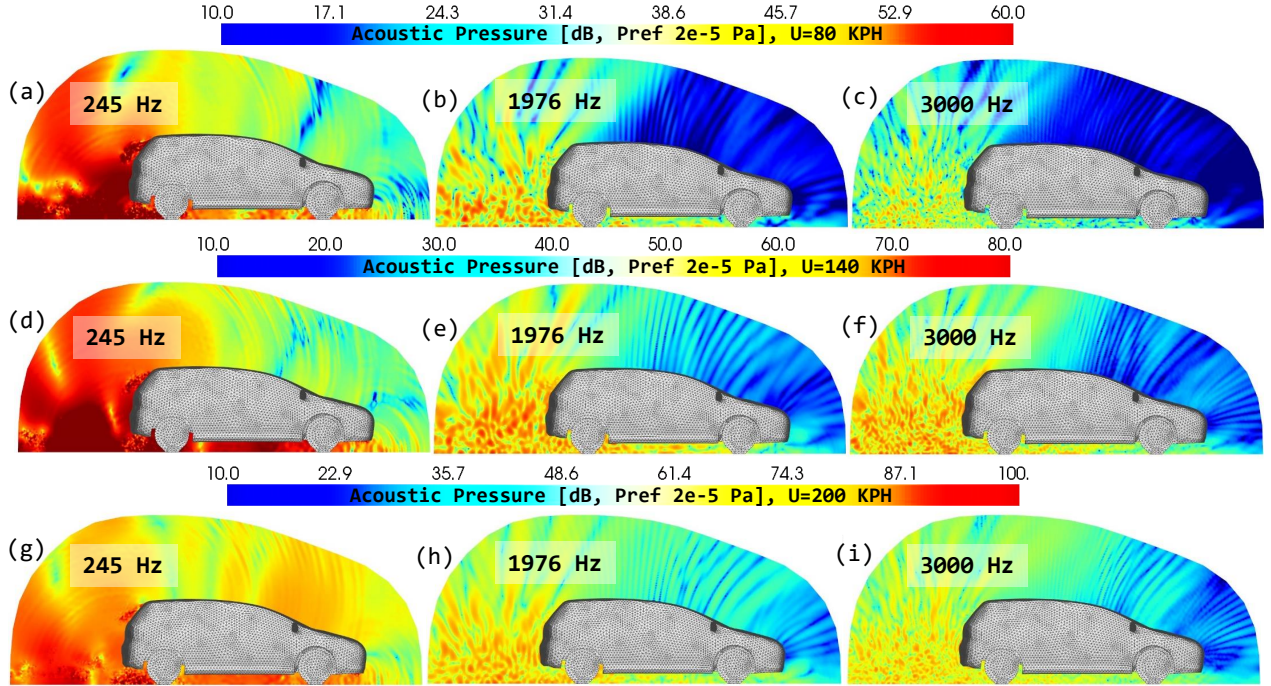 10.0 17.1 24.3 31.4 38.6 45.7 52.9 60.0
Acoustic Pressure [dB, Pref 2e-5 Pa], U=80 KPH
(a) 245 Hz (b) 1976 Hz (c) 3000 Hz
10.0 20.0 30.0 40.0 50.0 60.0 70.0 80.0
Acoustic Pressure [dB, Pref 2e-5 Pa], U=140 KPH
(d) 245 Hz (e) 1976 Hz (f) 3000 Hz
10.0 22.9 35.7 48.6 61.4 74.3 87.1 100.
Acoustic Pressure [dB, Pref 2e-5 Pa], U=200 KPH
(g) 245 Hz (h) 1976 Hz (i) 3000 Hz